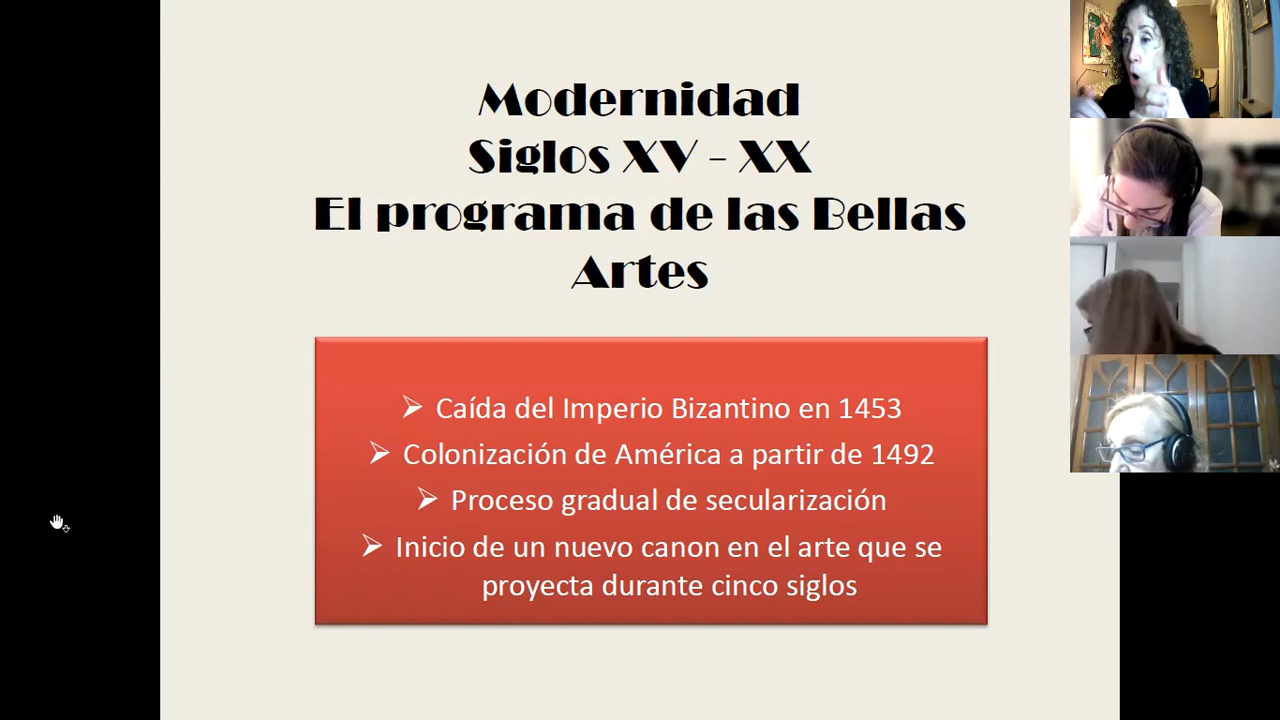 Modernidad
Siglos XV - XX
El programa de las Bellas
Artes
➢ Caída del Imperio Bizantino en 1453
➢ Colonización de América a partir de 1492
➢ Proceso gradual de secularización
➢ Inicio de un nuevo canon en el arte que se
proyecta durante cinco siglos